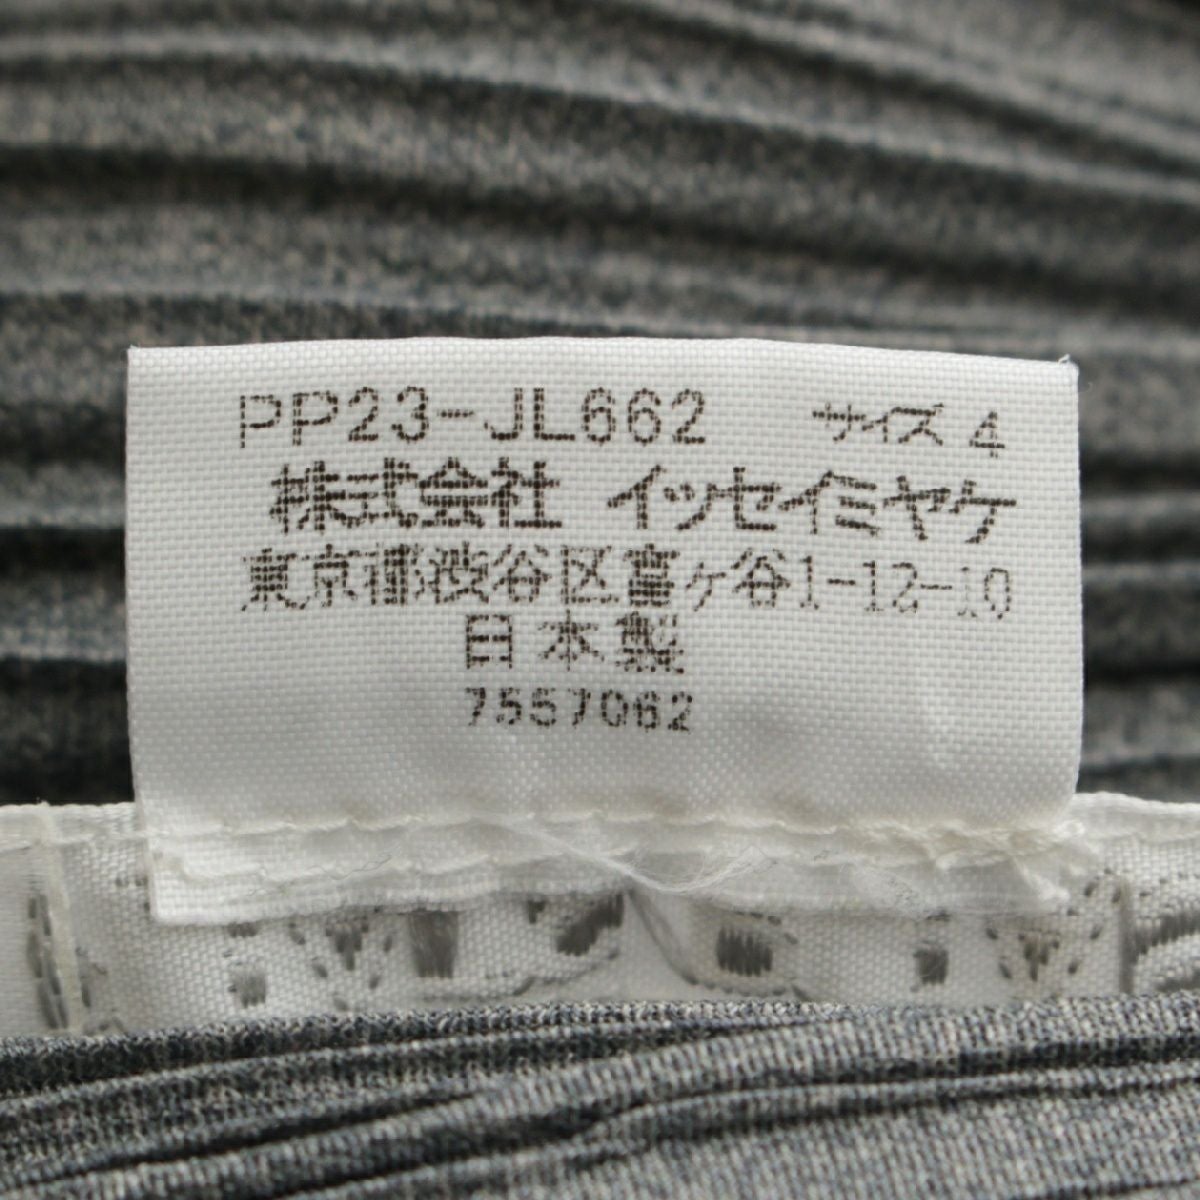 PP23-JL662 サイズ 4
株式会社 イッセイミヤケ
東京都渋谷区富ヶ谷1-12-10
日本製
7557062